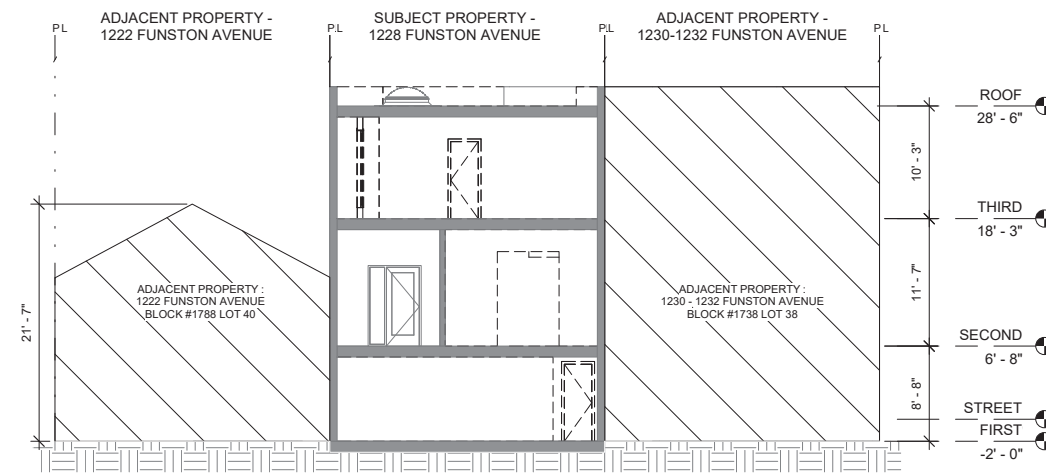 ADJACENT PROPERTY -
1222 FUNSTON AVENUE
SUBJECT PROPERTY -
1228 FUNSTON AVENUE
ADJACENT PROPERTY -
1230-1232 FUNSTON AVENUE
PL
PL
PL
PL
ROOF
28' - 6"
10' - 3"
THIRD
18' - 3"
11' - 7"
SECOND
6' - 8"
8' - 8"
STREET
FIRST
-2' - 0"
21' - 7"
ADJACENT PROPERTY :
1222 FUNSTON AVENUE
BLOCK #1788 LOT 40
ADJACENT PROPERTY :
1230 - 1232 FUNSTON AVENUE
BLOCK #1738 LOT 38